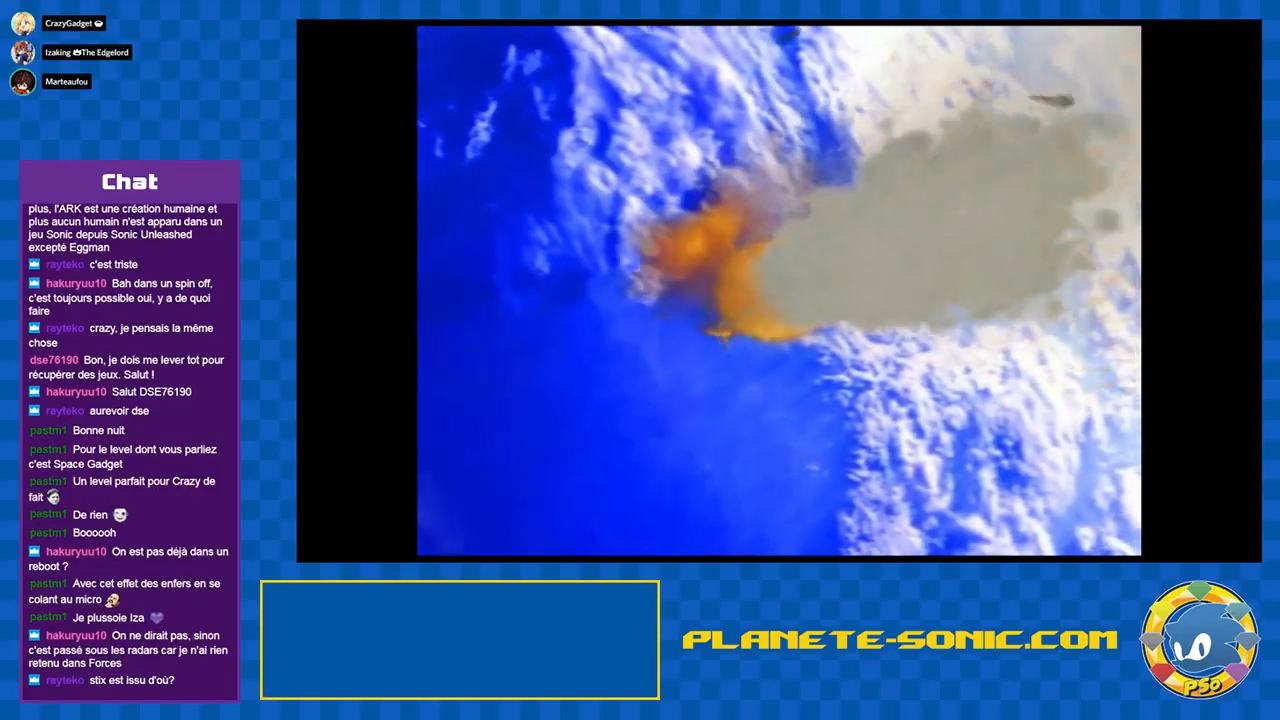 CrazyGadget
Izaking The Edgelord
Marteaufou
Chat
plus, l'ARK est une création humaine et
plus aucun humain n'est apparu dans un
jeu Sonic depuis Sonic Unleashed
excepté Eggman
rayteko c'est triste
hakuryuu10 Bah dans un spin off,
c'est toujours possible oui, y a de quoi
faire
rayteko crazy, je pensais la même
chose
dse76190 Bon, je dois me lever tot pour
récupérer des jeux. Salut !
hakuryuu10 Salut DSE76190
rayteko aurevoir dse
pastm1 Bonne nuit
pastm1 Pour le level dont vous parliez
c'est Space Gadget
pastm1 Un level parfait pour Crazy de
fait
pastm1 De rien
pastm1 Boooooh
hakuryuu10 On est pas déjà dans un
reboot ?
pastm1 Avec cet effet des enfers en se
colant au micro
pastm1 Je plussoie Iza
hakuryuu10 On ne dirait pas, sinon
c'est passé sous les radars car je n'ai rien
retenu dans Forces
rayteko stix est issu d'où?
PLANETE-SONIC.COM
PSo